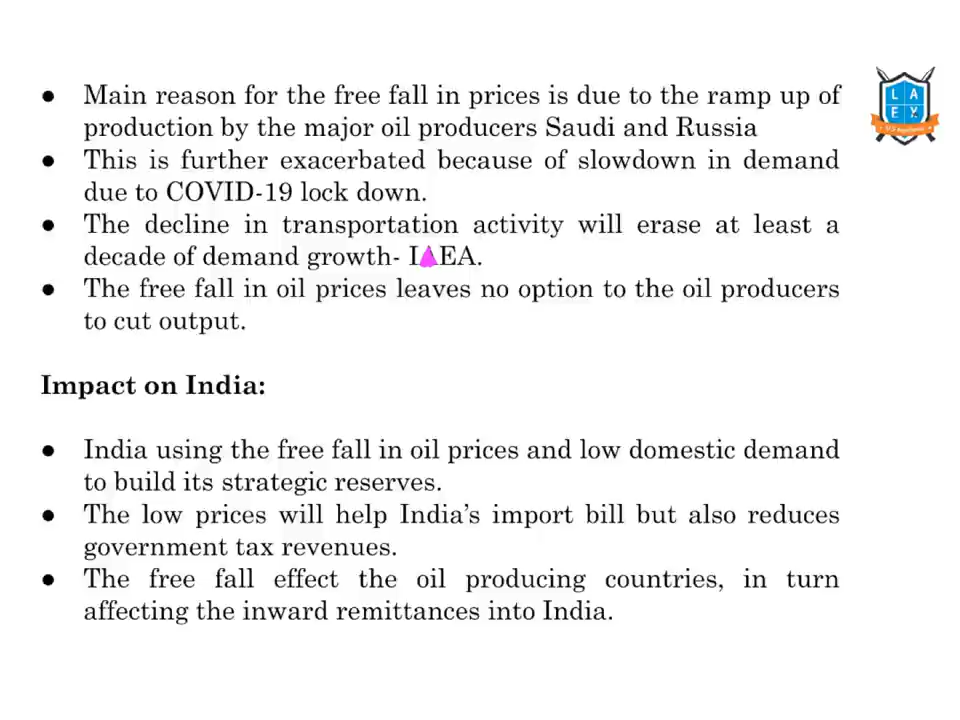 ● Main reason for the free fall in prices is due to the ramp up of
production by the major oil producers Saudi and Russia
● This is further exacerbated because of slowdown in demand
due to COVID-19 lock down.
● The decline in transportation activity will erase at least a
decade of demand growth- IAEA.
● The free fall in oil prices leaves no option to the oil producers
to cut output.
Impact on India:
● India using the free fall in oil prices and low domestic demand
to build its strategic reserves.
● The low prices will help India's import bill but also reduces
government tax revenues.
● The free fall effect the oil producing countries, in turn
affecting the inward remittances into India.
L A
E X